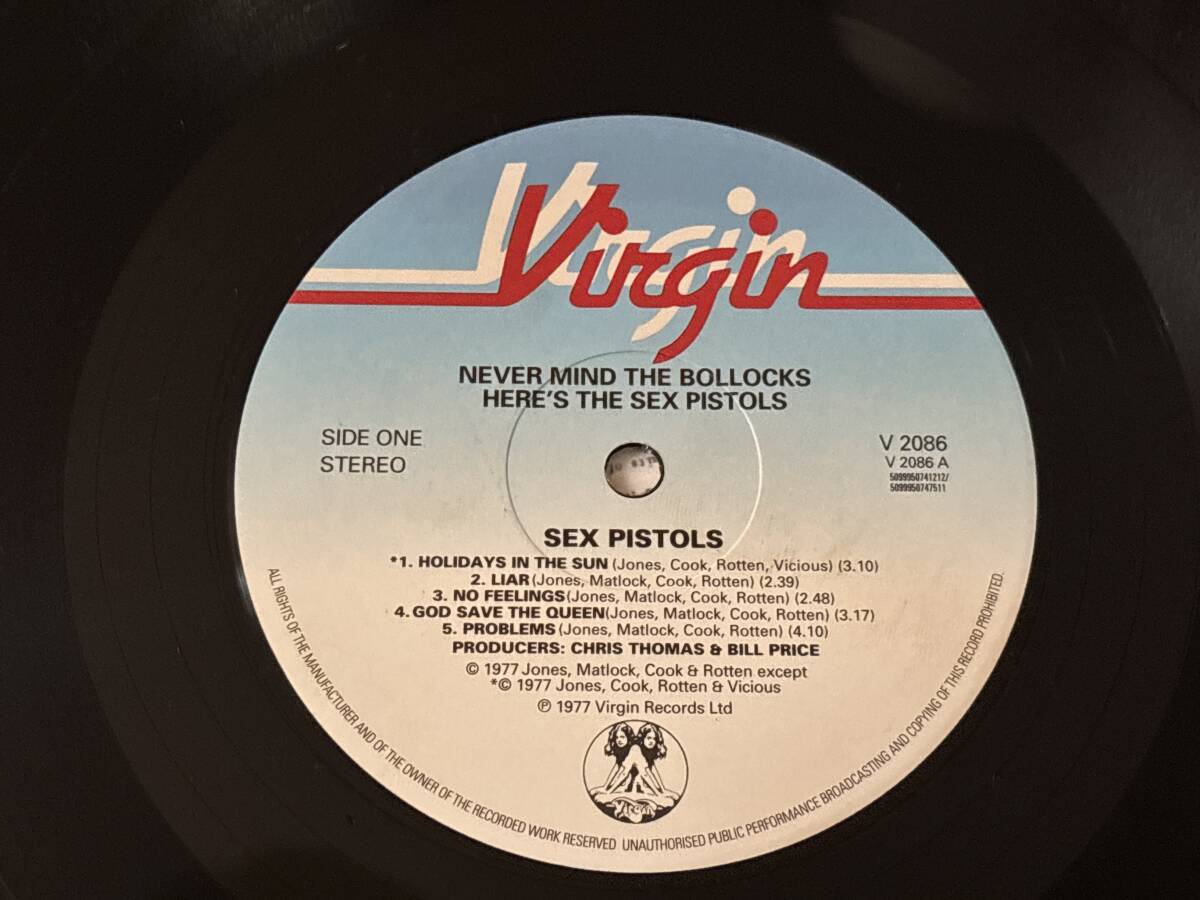 Virgin
NEVER MIND THE BOLLOCKS
HERE'S THE SEX PISTOLS
SIDE ONE
STEREO
V 2086
V 2086 A
5099950741212/
5099950747511
SEX PISTOLS
*1. HOLIDAYS IN THE SUN (Jones, Cook, Rotten, Vicious) (3.10)
2. LIAR (Jones, Matlock, Cook, Rotten) (2.39)
3. NO FEELINGS (Jones, Matlock, Cook, Rotten) (2.48)
4. GOD SAVE THE QUEEN (Jones, Matlock, Cook, Rotten) (3.17)
5. PROBLEMS (Jones, Matlock, Cook, Rotten) (4.10)
PRODUCERS: CHRIS THOMAS & BILL PRICE
© 1977 Jones, Matlock, Cook & Rotten except
*© 1977 Jones, Cook, Rotten & Vicious
℗ 1977 Virgin Records Ltd
Virgin
ALL RIGHTS OF THE MANUFACTURER AND OF THE OWNER OF THE RECORDED WORK RESERVED UNAUTHORISED PUBLIC PERFORMANCE BROADCASTING AND COPYING OF THIS RECORD PROHIBITED.